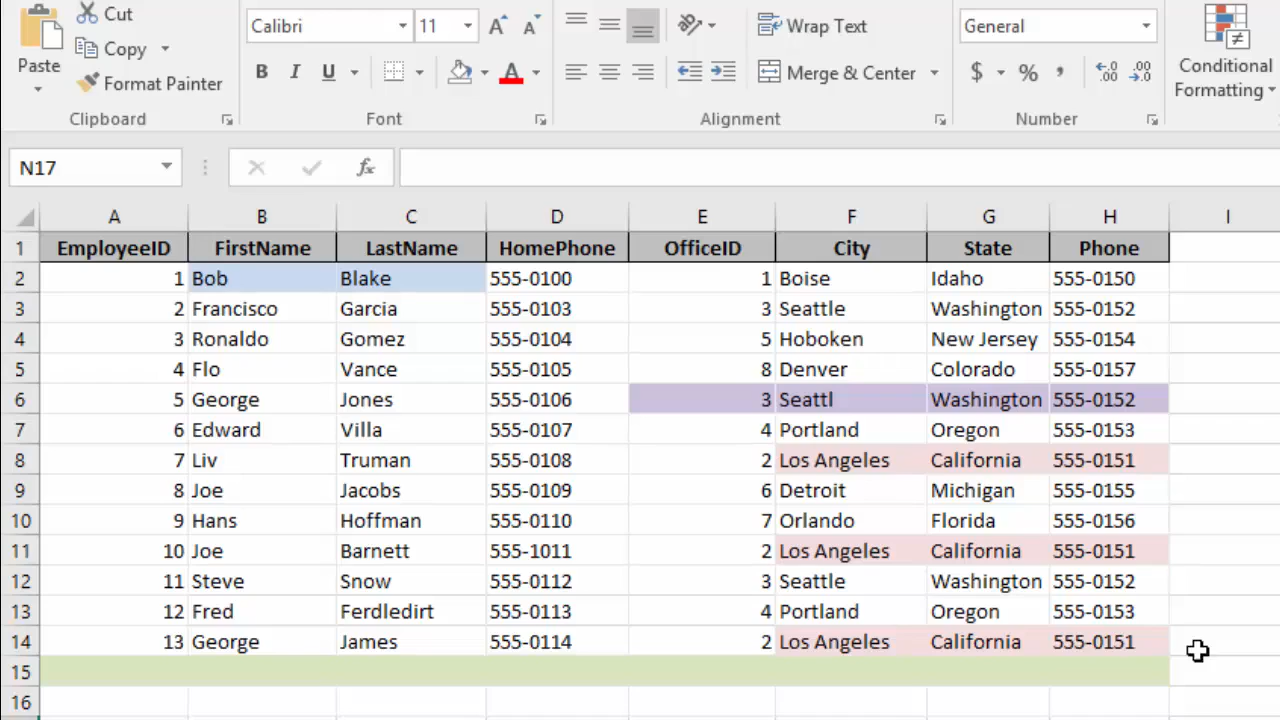 Cut
Copy
Paste
Format Painter
Clipboard
Calibri 11 A A
B I U A
Font
Wrap Text
Merge & Center
Alignment
General
$ % ,
.00 .0
.00
Number
Conditional
Formatting
N17 fx
A B C D E F G H I
1 EmployeeID FirstName LastName HomePhone OfficeID City State Phone
2 1 Bob Blake 555-0100 1 Boise Idaho 555-0150
3 2 Francisco Garcia 555-0103 3 Seattle Washington 555-0152
4 3 Ronaldo Gomez 555-0104 5 Hoboken New Jersey 555-0154
5 4 Flo Vance 555-0105 8 Denver Colorado 555-0157
6 5 George Jones 555-0106 3 Seattl Washington 555-0152
7 6 Edward Villa 555-0107 4 Portland Oregon 555-0153
8 7 Liv Truman 555-0108 2 Los Angeles California 555-0151
9 8 Joe Jacobs 555-0109 6 Detroit Michigan 555-0155
10 9 Hans Hoffman 555-0110 7 Orlando Florida 555-0156
11 10 Joe Barnett 555-1011 2 Los Angeles California 555-0151
12 11 Steve Snow 555-0112 3 Seattle Washington 555-0152
13 12 Fred Ferdledirt 555-0113 4 Portland Oregon 555-0153
14 13 George James 555-0114 2 Los Angeles California 555-0151
15
16